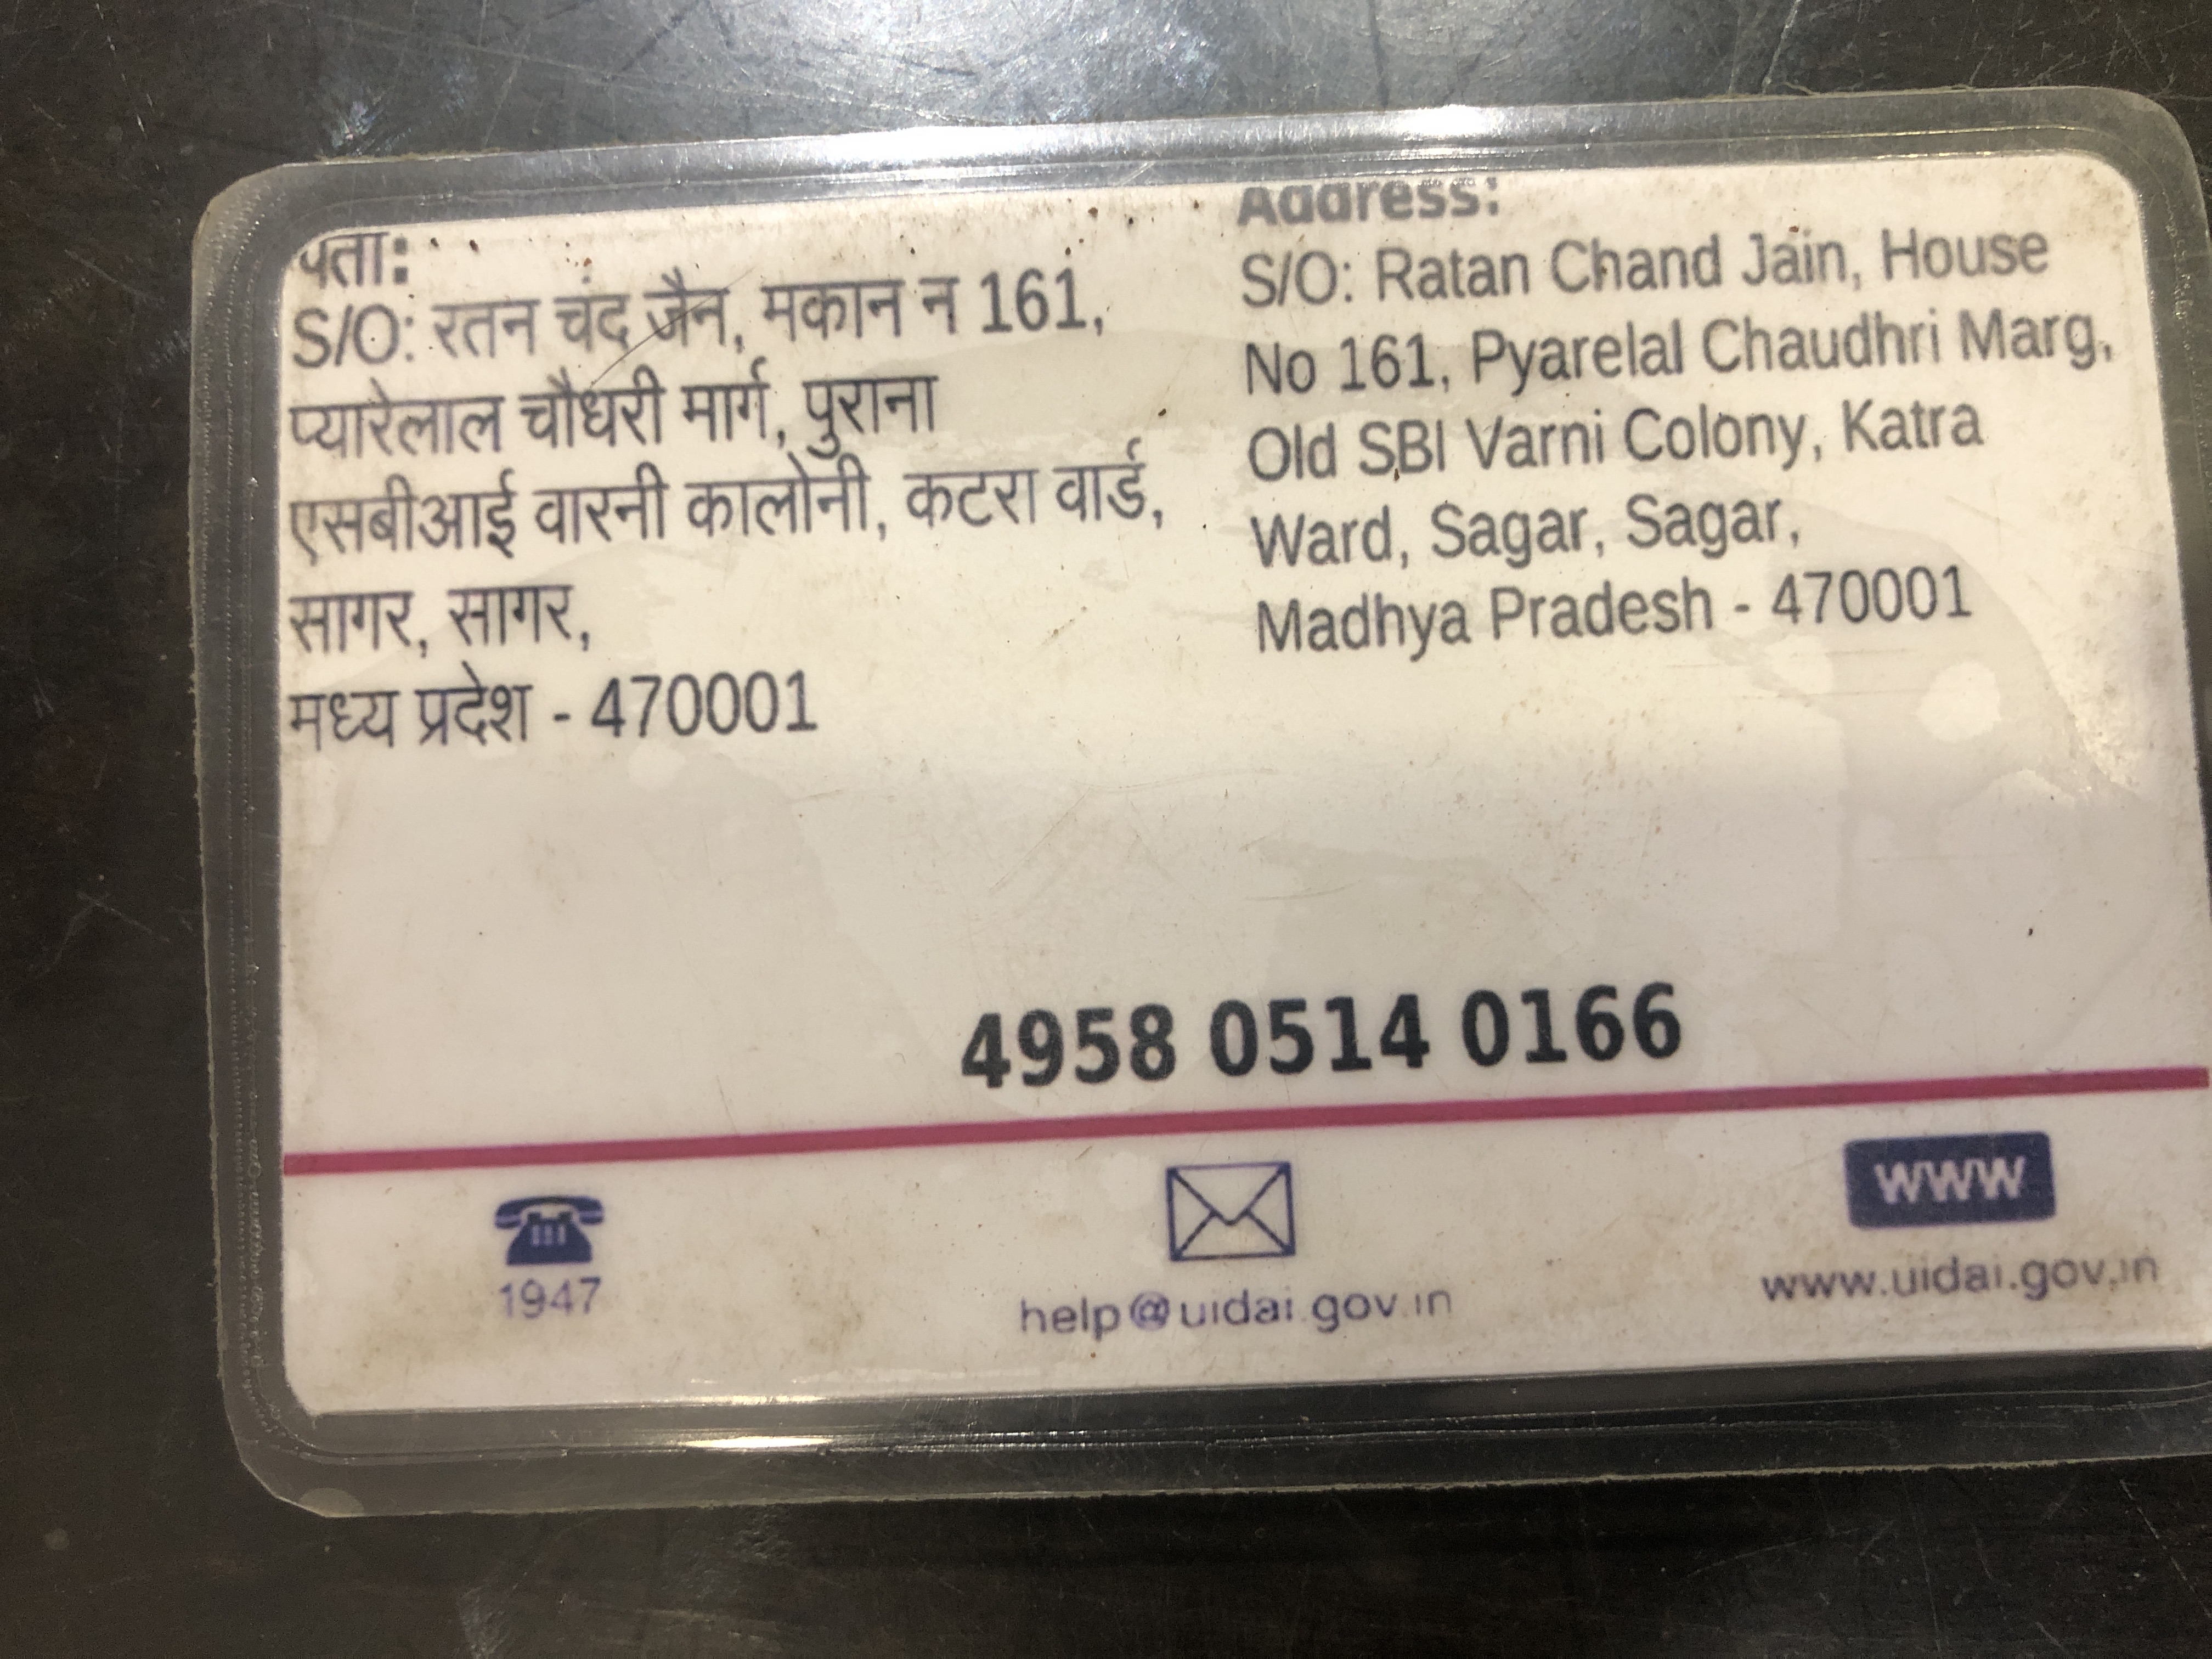 पता:
S/O: रतन चंद जैन, मकान न 161,
प्यारेलाल चौधरी मार्ग, पुराना
एसबीआई वारनी कालोनी, कटरा वार्ड,
सागर, सागर,
मध्य प्रदेश - 470001
Address:
S/O: Ratan Chand Jain, House
No 161, Pyarelal Chaudhri Marg,
Old SBI Varni Colony, Katra
Ward, Sagar, Sagar,
Madhya Pradesh - 470001
4958 0514 0166
1947
help@uidai.gov.in
www
www.uidai.gov.in